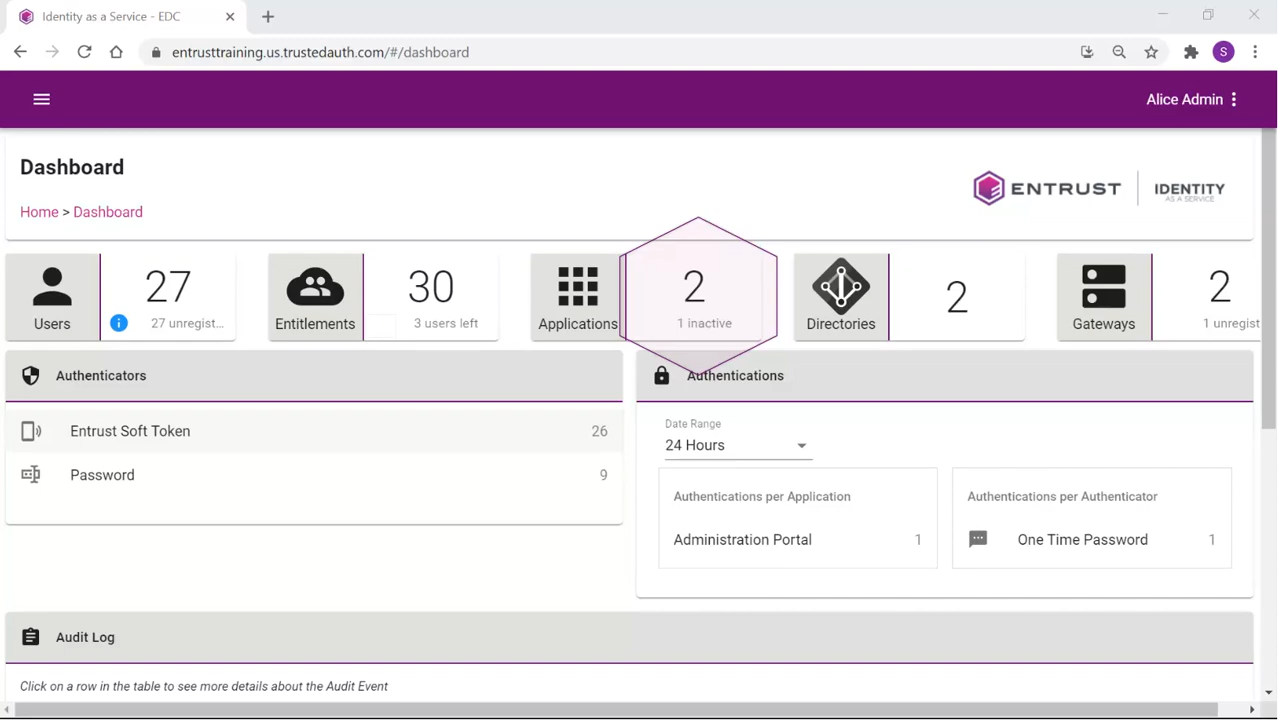 Identity as a Service - EDC
entrusttraining.us.trustedauth.com/#/dashboard
S
Alice Admin
Dashboard
Home > Dashboard
ENTRUST
IDENTITY
AS A SERVICE
Users
27
27 unregist...
Entitlements
30
3 users left
Applications
2
1 inactive
Directories
2
Gateways
2
1 unregist
Authenticators
Entrust Soft Token 26
Password 9
Authentications
Date Range
24 Hours
Authentications per Application
Administration Portal 1
Authentications per Authenticator
One Time Password 1
Audit Log
Click on a row in the table to see more details about the Audit Event